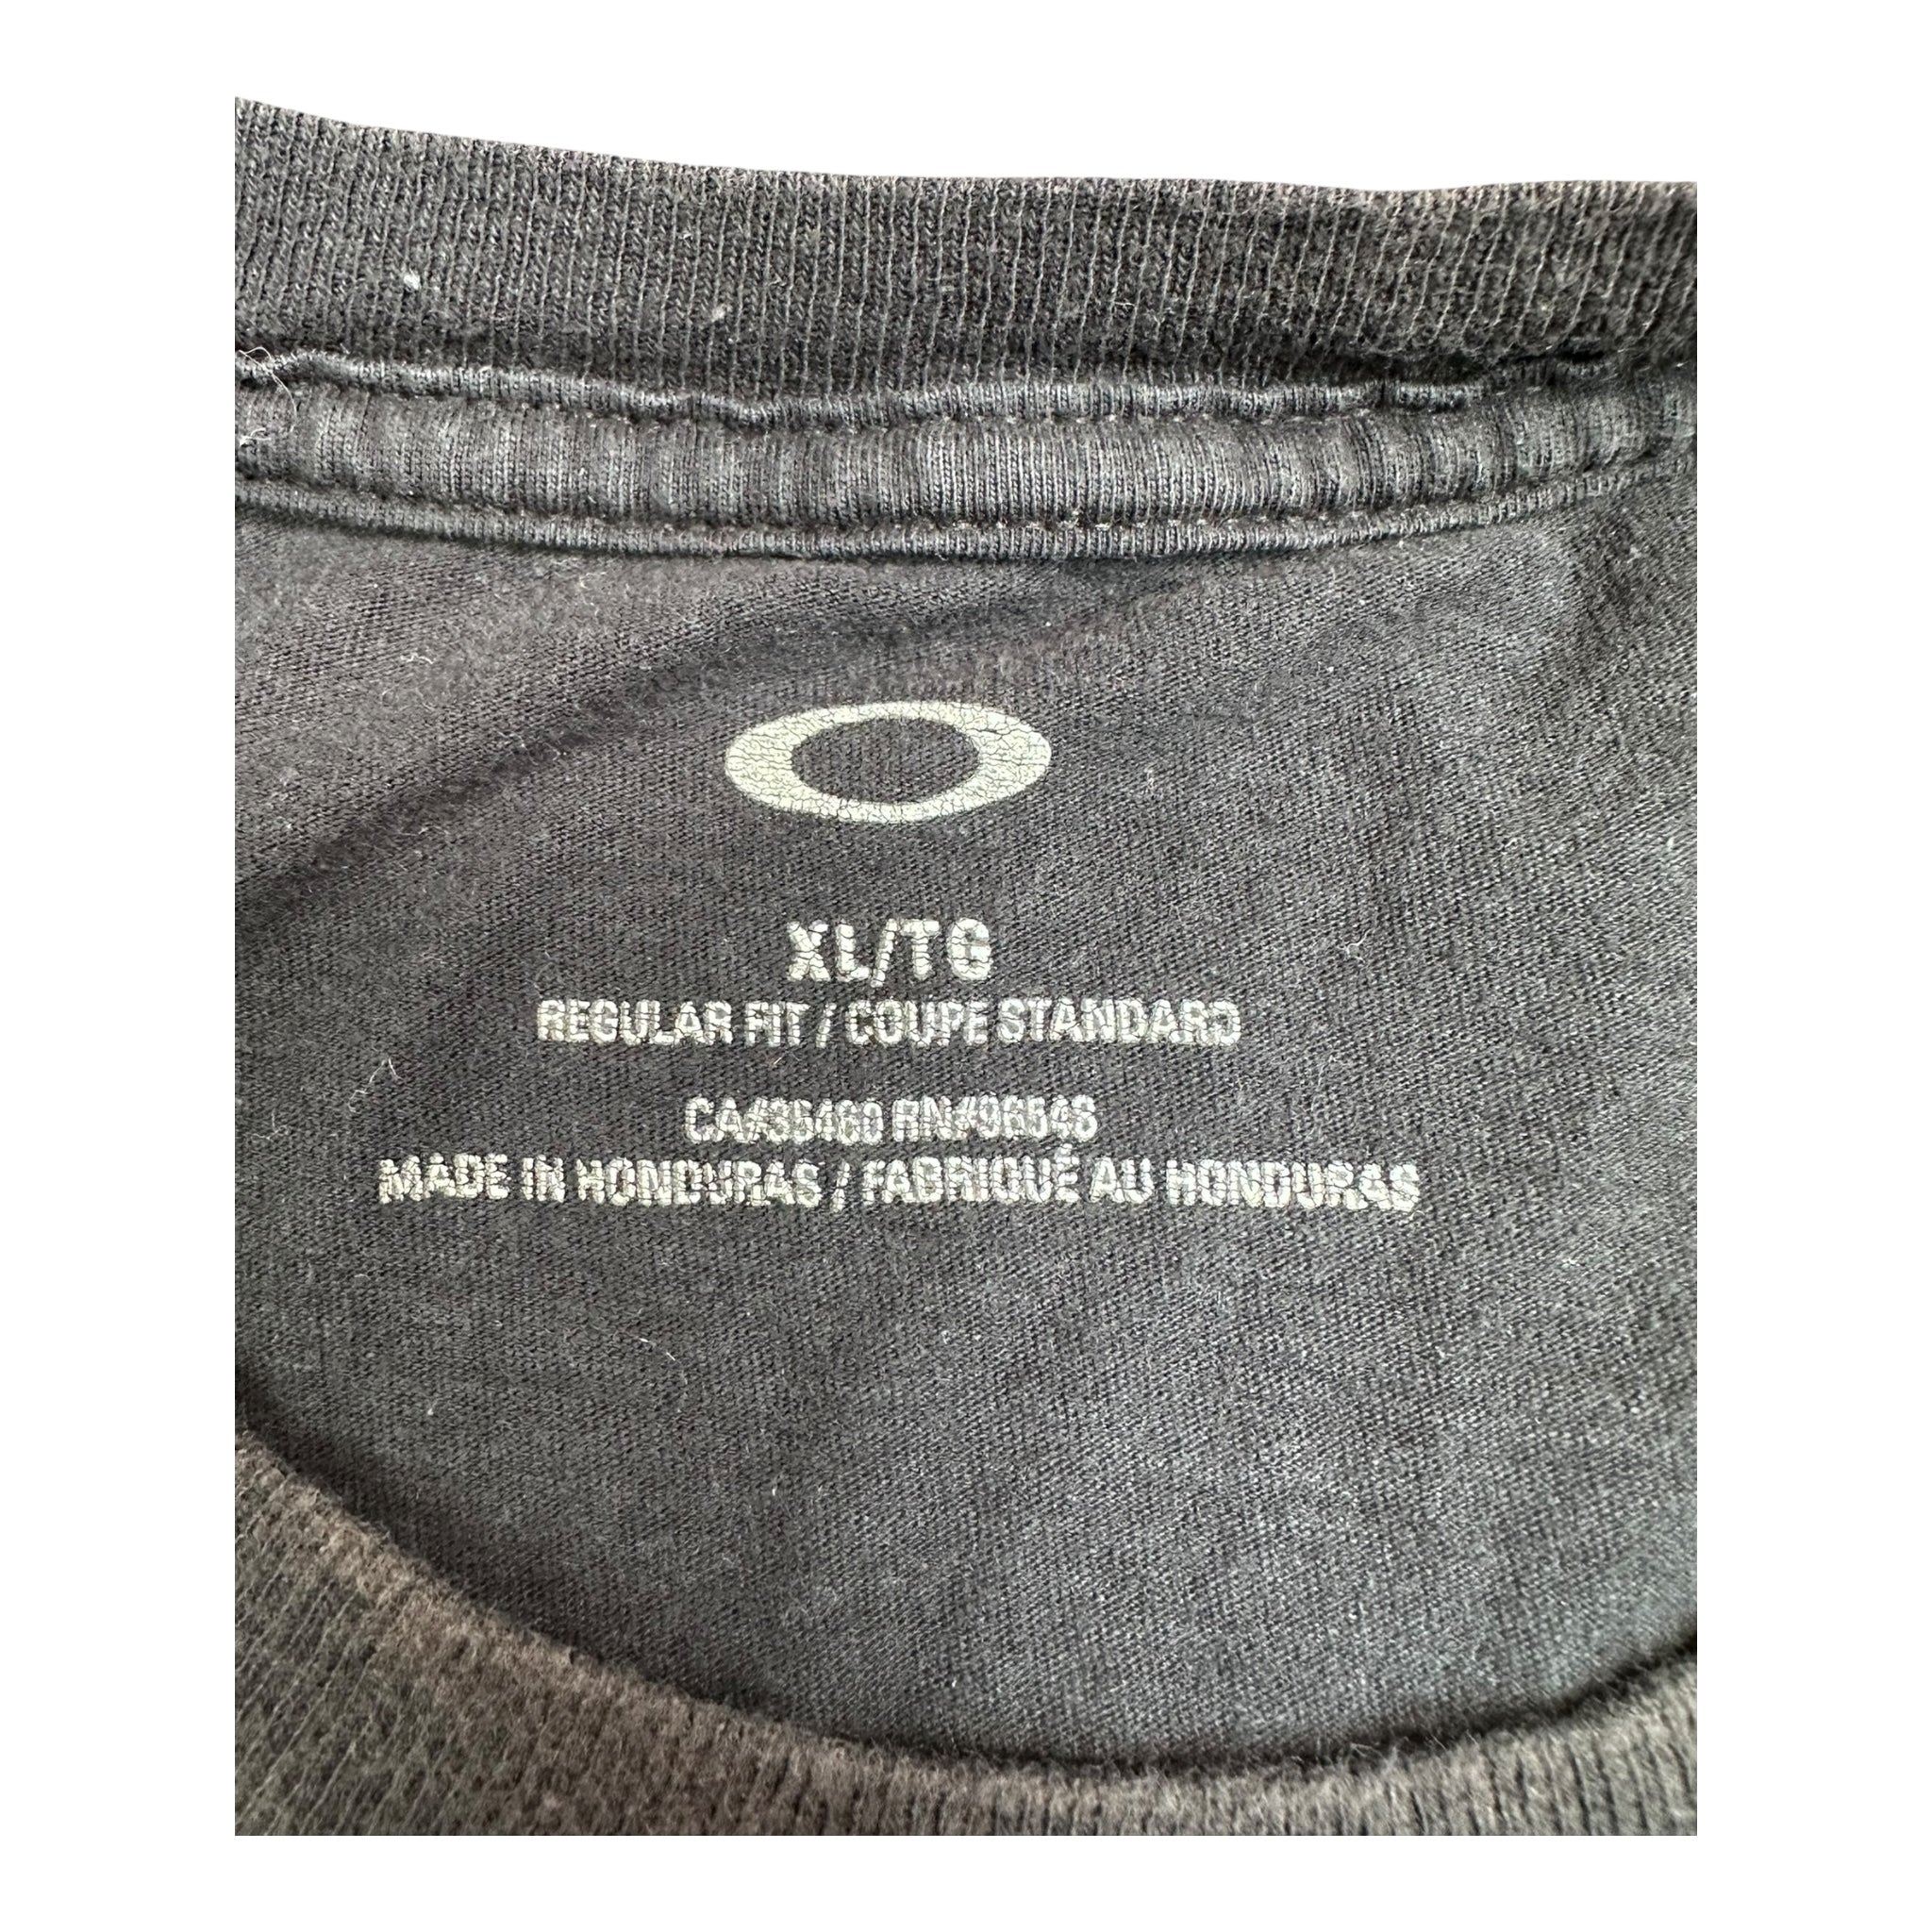 XL/TG
REGULAR FIT / COUPE STANDARD
CA#35460 RN#96548
MADE IN HONDURAS / FABRIQUÉ AU HONDURAS